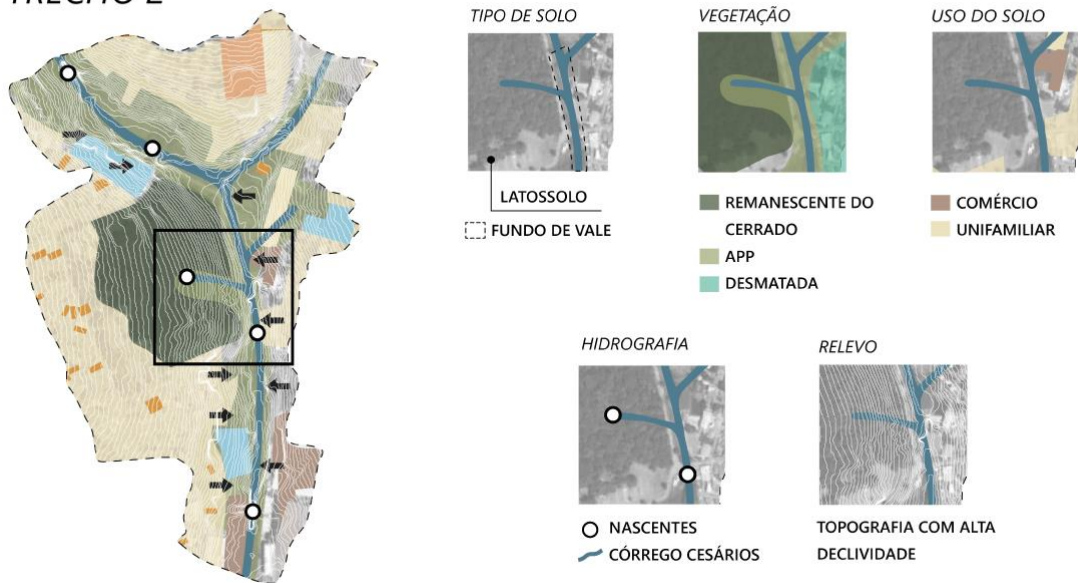 TRECHO 2
TIPO DE SOLO
LATOSSOLO
FUNDO DE VALE
VEGETAÇÃO
REMANESCENTE DO
CERRADO
APP
DESMATADA
USO DO SOLO
COMÉRCIO
UNIFAMILIAR
HIDROGRAFIA
NASCENTES
CÓRREGO CESÁRIOS
RELEVO
TOPOGRAFIA COM ALTA
DECLIVIDADE